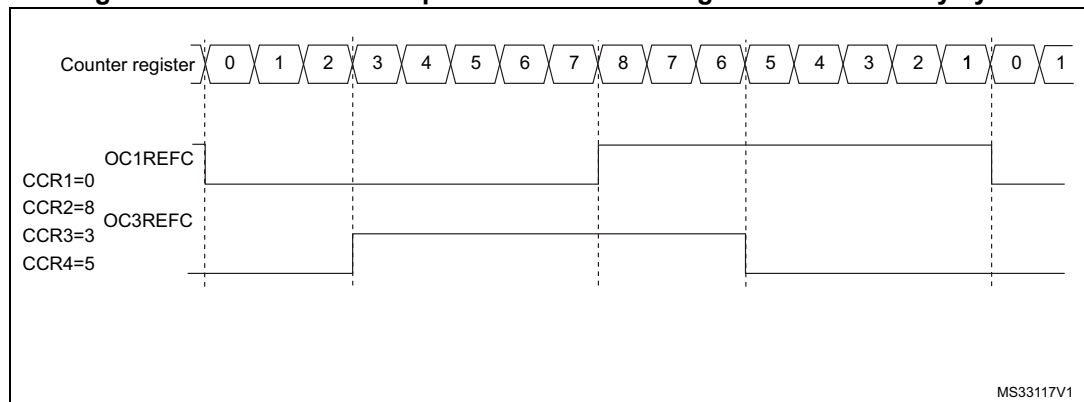 Counter register 0 1 2 3 4 5 6 7 8 7 6 5 4 3 2 1 0 1
OC1REFC
CCR1=0
CCR2=8
OC3REFC
CCR3=3
CCR4=5
MS33117V1